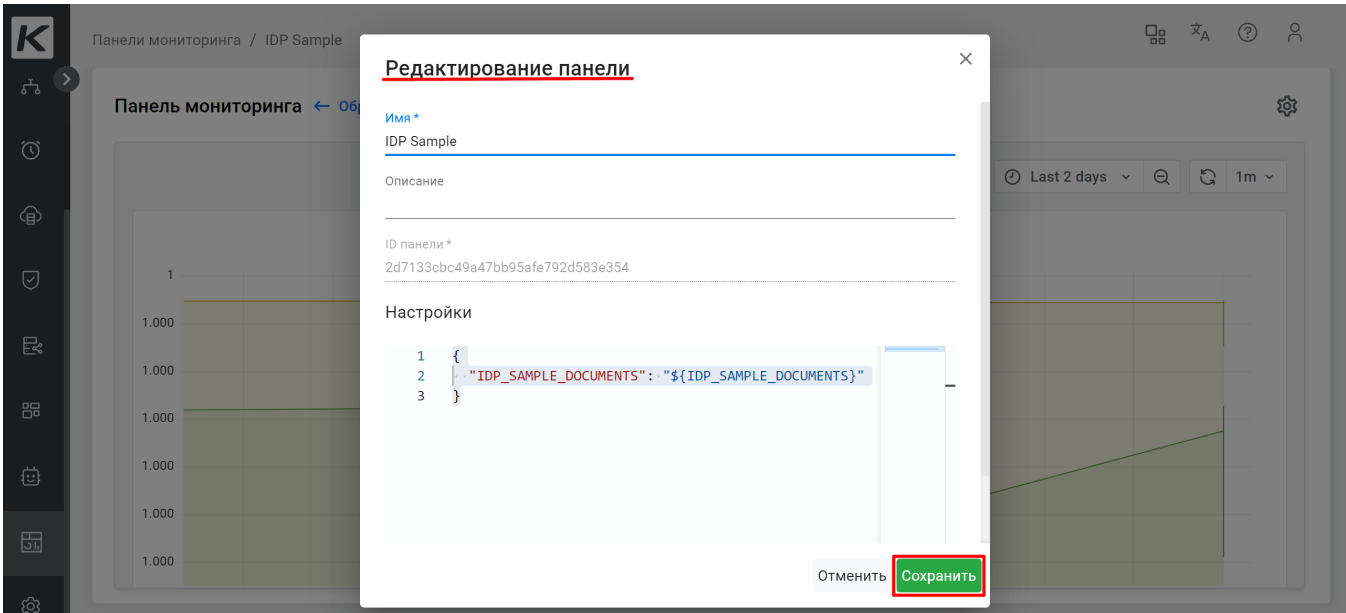 K
Панели мониторинга / IDP Sample
Редактирование панели
Панель мониторинга ← Обр
Имя *
IDP Sample
Описание
Last 2 days
1m
ID панели *
2d7133cbc49a47bb95afe792d583e354
Настройки
1 {
2 "IDP_SAMPLE_DOCUMENTS": "${IDP_SAMPLE_DOCUMENTS}"
3 }
1
1.000
1.000
1.000
1.000
1.000
1.000
Отменить
Сохранить